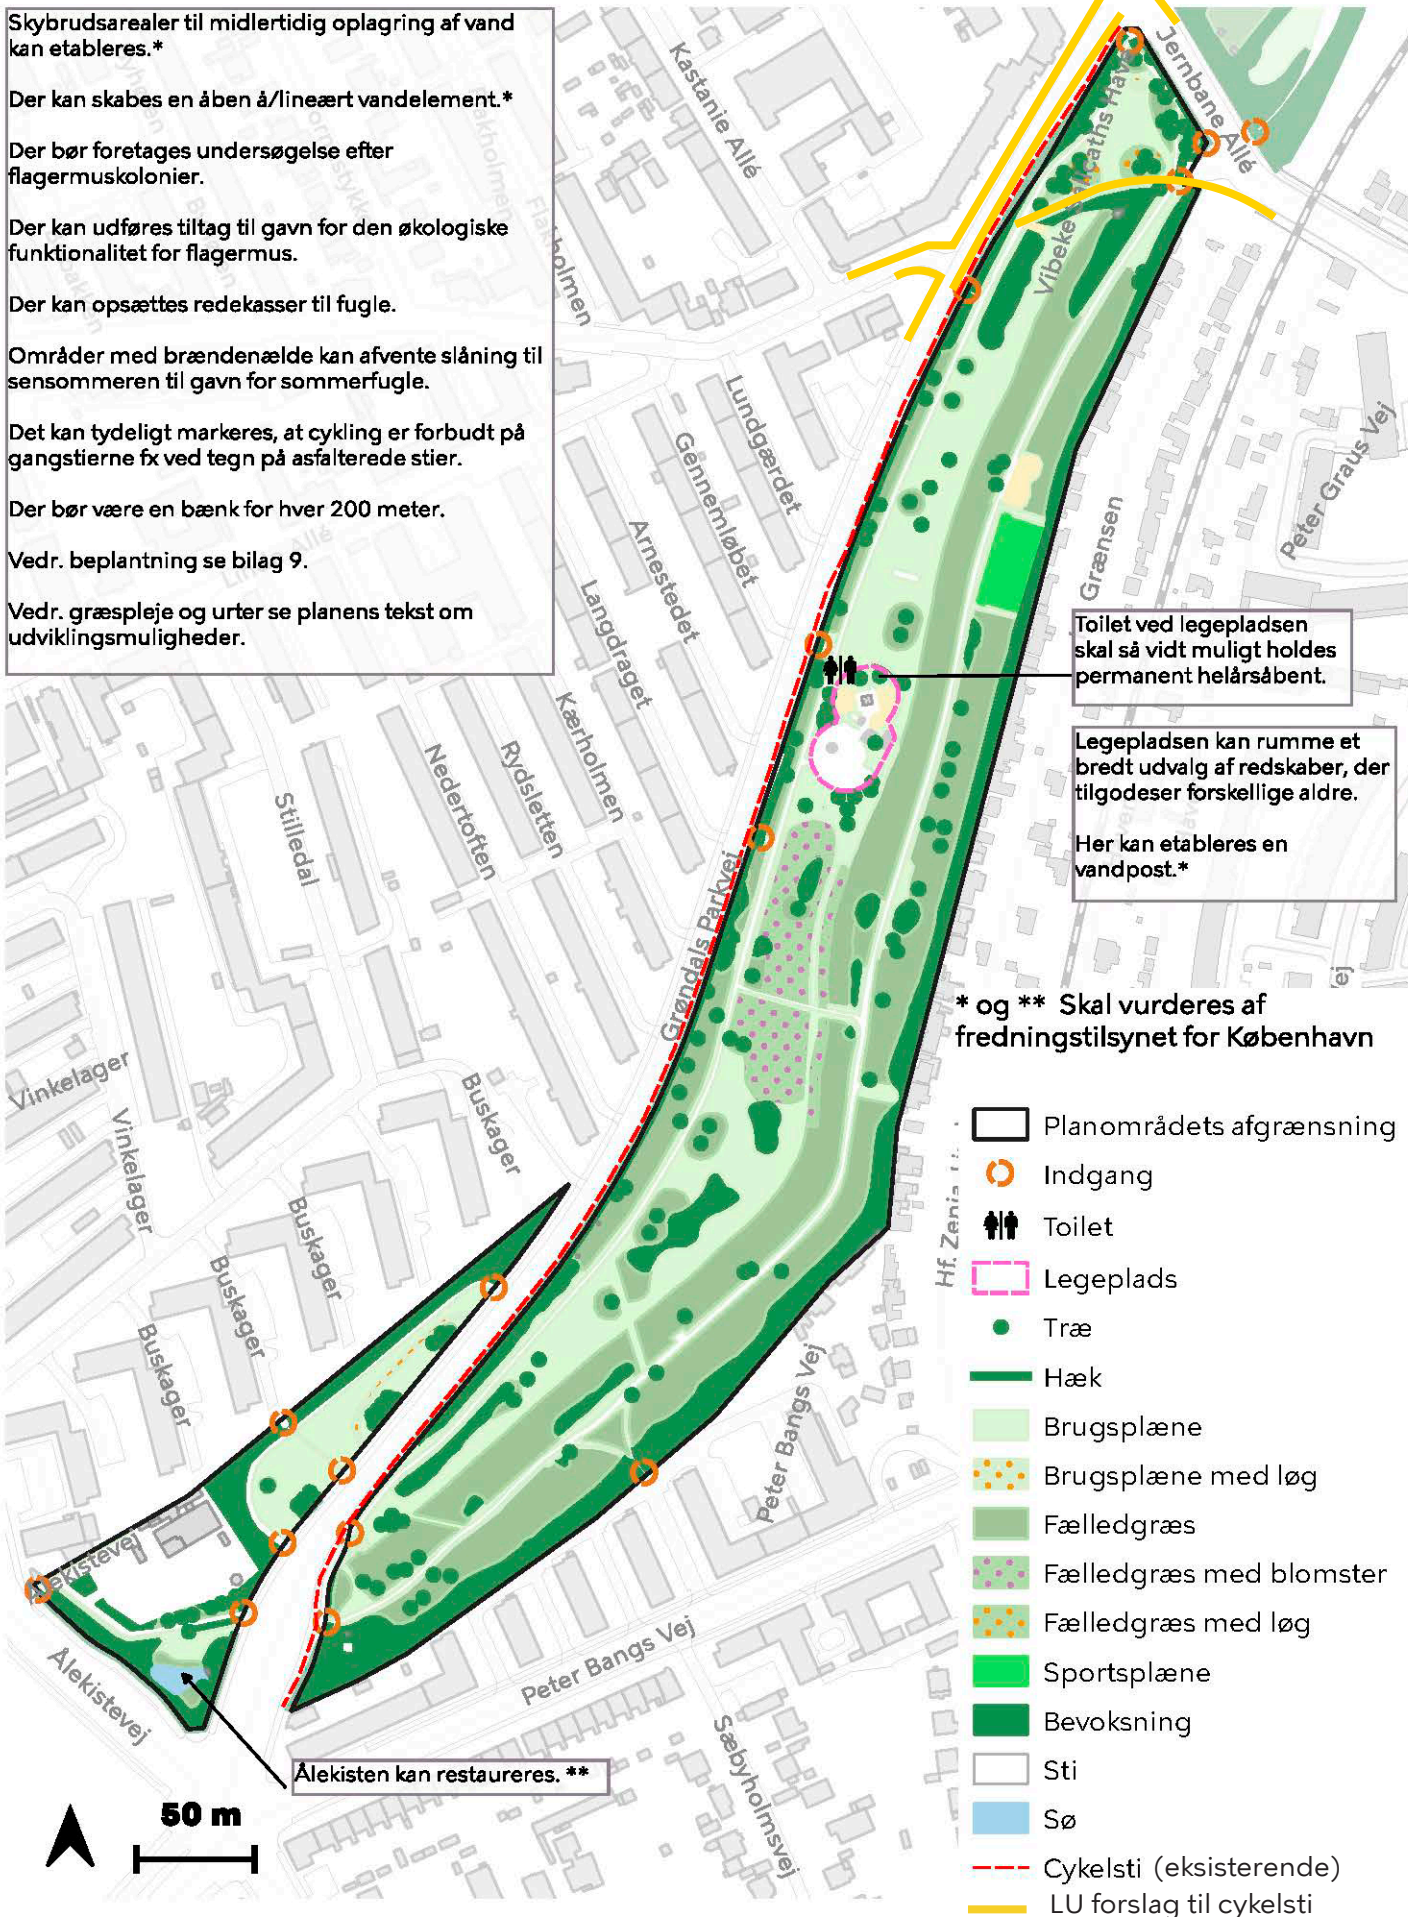 Skybrudsarealer til midlertidig oplagring af vand
kan etableres.*
Der kan skabes en åben å/lineært vandelement.*
Der bør foretages undersøgelse efter
flagermuskolonier.
Der kan udføres tiltag til gavn for den økologiske
funktionalitet for flagermus.
Der kan opsættes redekasser til fugle.
Områder med brændenælde kan afvente slåning til
sensommeren til gavn for sommerfugle.
Det kan tydeligt markeres, at cykling er forbudt på
gangstierne fx ved tegn på asfalterede stier.
Der bør være en bænk for hver 200 meter.
Vedr. beplantning se bilag 9.
Vedr. græspleje og urter se planens tekst om
udviklingsmuligheder.
Kastanie Allé
Jernbane Allé
Vibeke
Have
holmen
Lundgærdet
Gennemløbet
Arnestedet
Langdraget
Kærholmen
Rydsletten
Nedertoften
Stilledal
Grænsen
Peter Graus Vej
Toilet ved legepladsen
skal så vidt muligt holdes
permanent helårsåbent.
Legepladsen kan rumme et
bredt udvalg af redskaber, der
tilgodeser forskellige aldre.
Her kan etableres en
vandpost.*
Grøndals Parkvej
Vinkelager
Vinkelager
Buskager
Buskager
Buskager
Buskager
Hf. Zenia
Peter Bangs Vej
Peter Bangs Vej
Ålekistevej
Ålekistevej
Sæbyholmsvej
Ålekisten kan restaureres. **
50 m
* og ** Skal vurderes af
fredningstilsynet for København
Planområdets afgrænsning
Indgang
Toilet
Legeplads
Træ
Hæk
Brugsplæne
Brugsplæne med løg
Fælledgræs
Fælledgræs med blomster
Fælledgræs med løg
Sportsplæne
Bevoksning
Sti
Sø
Cykelsti (eksisterende)
LU forslag til cykelsti